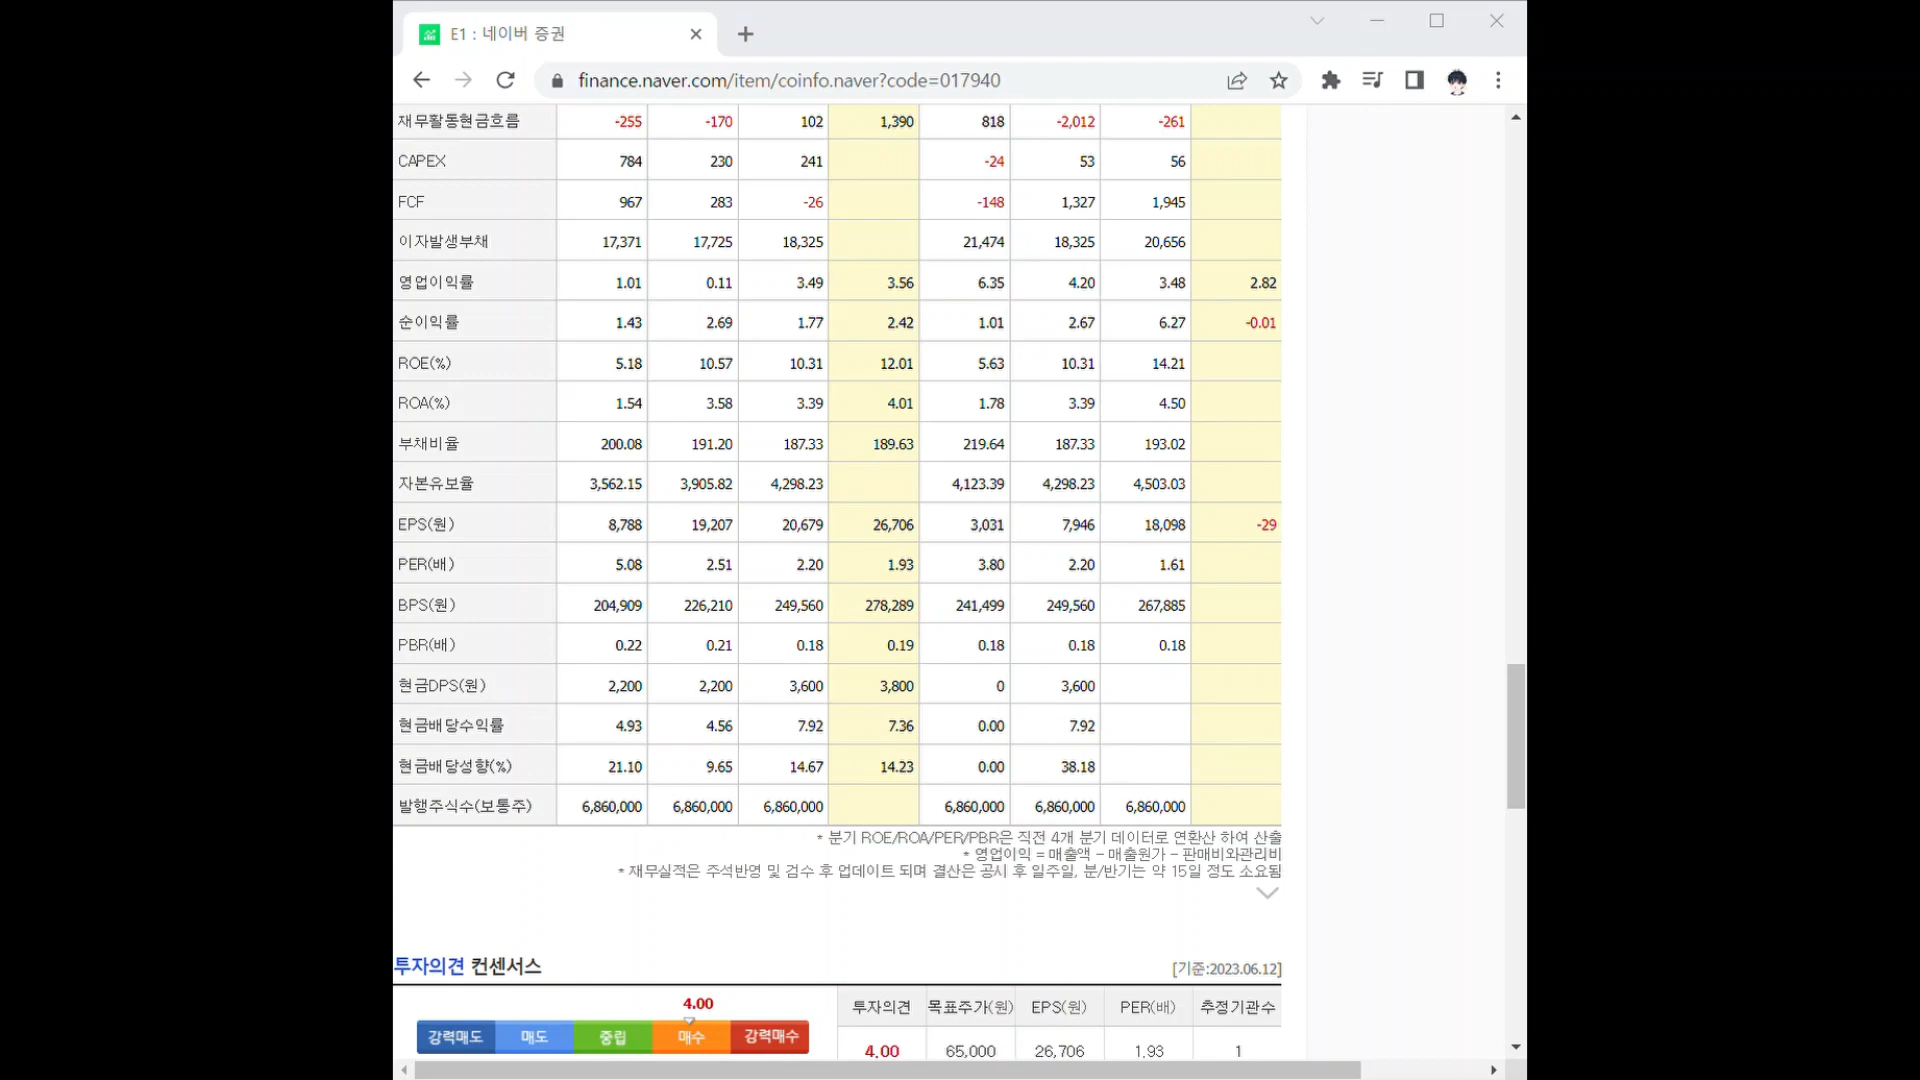 E1 : 네이버 증권
finance.naver.com/item/coinfo.naver?code=017940
재무활동현금흐름 -255 -170 102 1,390 818 -2,012 -261
CAPEX 784 230 241 -24 53 56
FCF 967 283 -26 -148 1,327 1,945
이자발생부채 17,371 17,725 18,325 21,474 18,325 20,656
영업이익률 1.01 0.11 3.49 3.56 6.35 4.20 3.48 2.82
순이익률 1.43 2.69 1.77 2.42 1.01 2.67 6.27 -0.01
ROE(%) 5.18 10.57 10.31 12.01 5.63 10.31 14.21
ROA(%) 1.54 3.58 3.39 4.01 1.78 3.39 4.50
부채비율 200.08 191.20 187.33 189.63 219.64 187.33 193.02
자본유보율 3,562.15 3,905.82 4,298.23 4,123.39 4,298.23 4,503.03
EPS(원) 8,788 19,207 20,679 26,706 3,031 7,946 18,098 -29
PER(배) 5.08 2.51 2.20 1.93 3.80 2.20 1.61
BPS(원) 204,909 226,210 249,560 278,289 241,499 249,560 267,885
PBR(배) 0.22 0.21 0.18 0.19 0.18 0.18 0.18
현금DPS(원) 2,200 2,200 3,600 3,800 0 3,600
현금배당수익률 4.93 4.56 7.92 7.36 0.00 7.92
현금배당성향(%) 21.10 9.65 14.67 14.23 0.00 38.18
발행주식수(보통주) 6,860,000 6,860,000 6,860,000 6,860,000 6,860,000 6,860,000
* 분기 ROE/ROA/PER/PBR은 직전 4개 분기 데이터로 연환산 하여 산출
* 영업이익 = 매출액 - 매출원가 - 판매비와관리비
* 재무실적은 주석반영 및 검수 후 업데이트 되며 결산은 공시 후 일주일, 분/반기는 약 15일 정도 소요됨
투자의견 컨센서스 [기준:2023.06.12]
4.00
강력매도 매도 중립 매수 강력매수
투자의견 목표주가(원) EPS(원) PER(배) 추정기관수
4.00 65,000 26,706 1.93 1